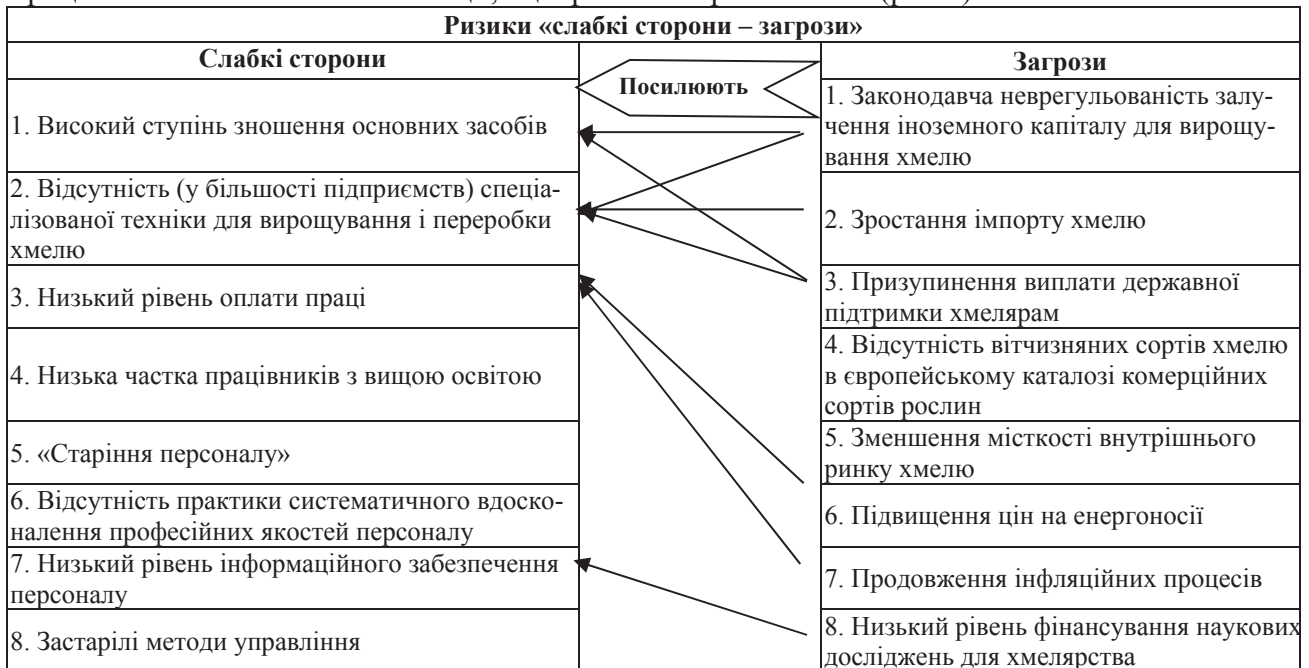 Ризики «слабкі сторони – загрози»
Слабкі сторони
Посилюють
Загрози
1. Високий ступінь зношення основних засобів
1. Законодавча неврегульованість залу-
чення іноземного капіталу для вирощу-
вання хмелю
2. Відсутність (у більшості підприємств) спеціа-
лізованої техніки для вирощування і переробки
хмелю
2. Зростання імпорту хмелю
3. Низький рівень оплати праці
3. Призупинення виплати державної
підтримки хмелярам
4. Низька частка працівників з вищою освітою
4. Відсутність вітчизняних сортів хмелю
в європейському каталозі комерційних
сортів рослин
5. «Старіння персоналу»
5. Зменшення місткості внутрішнього
ринку хмелю
6. Відсутність практики систематичного вдоско-
налення професійних якостей персоналу
6. Підвищення цін на енергоносії
7. Низький рівень інформаційного забезпечення
персоналу
7. Продовження інфляційних процесів
8. Застарілі методи управління
8. Низький рівень фінансування наукових
досліджень для хмелярства